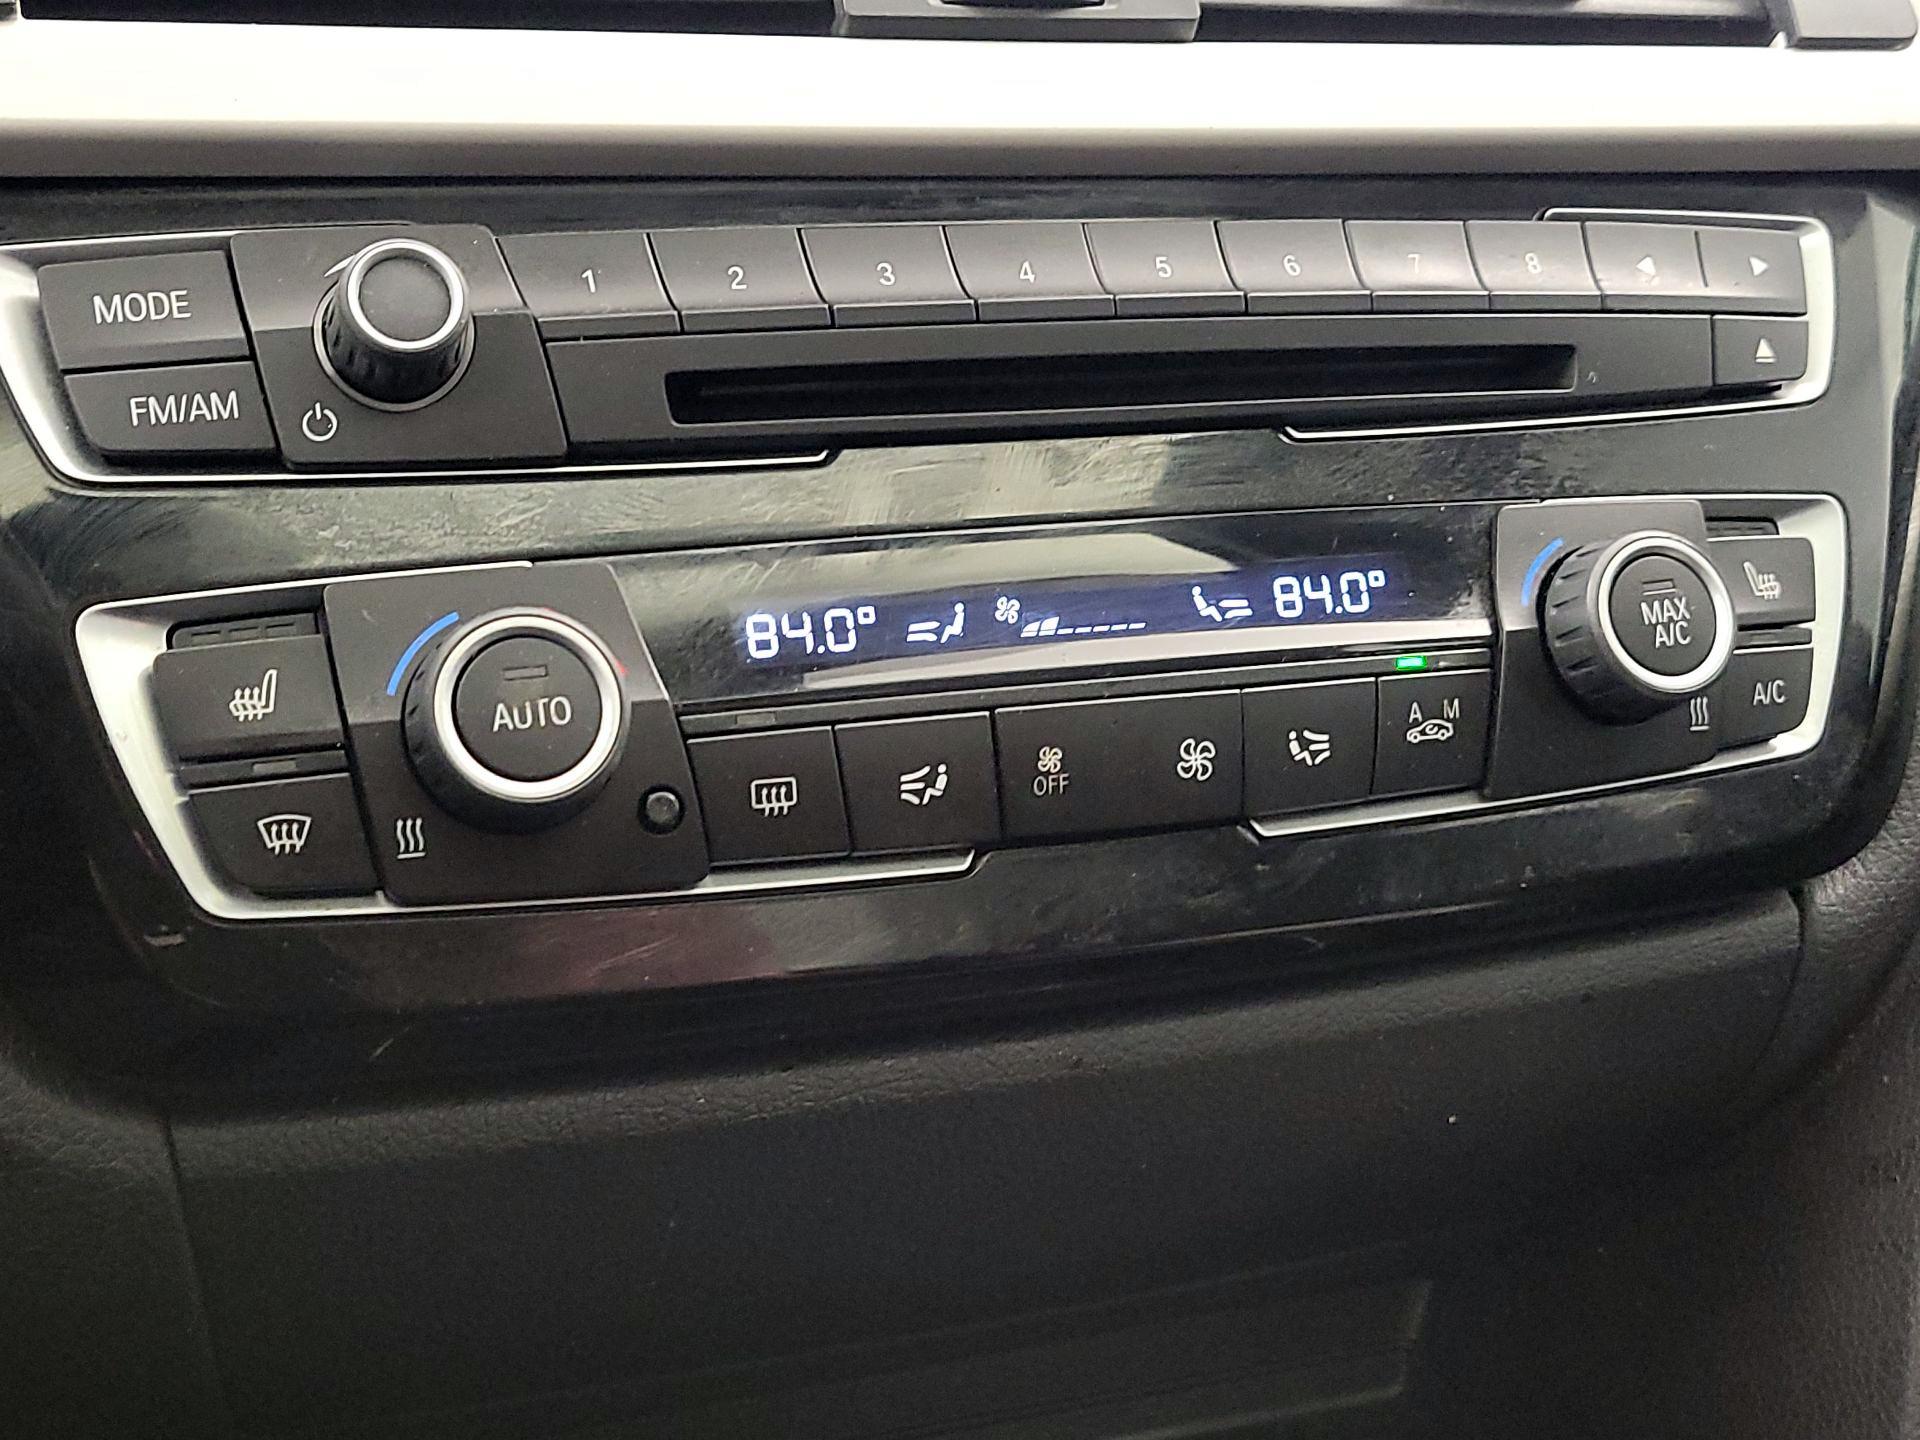 MODE
1 2 3 4 5 6 7 8
FM/AM
84.0° 84.0°
MAX
A/C
AUTO
A/C
A M
OFF